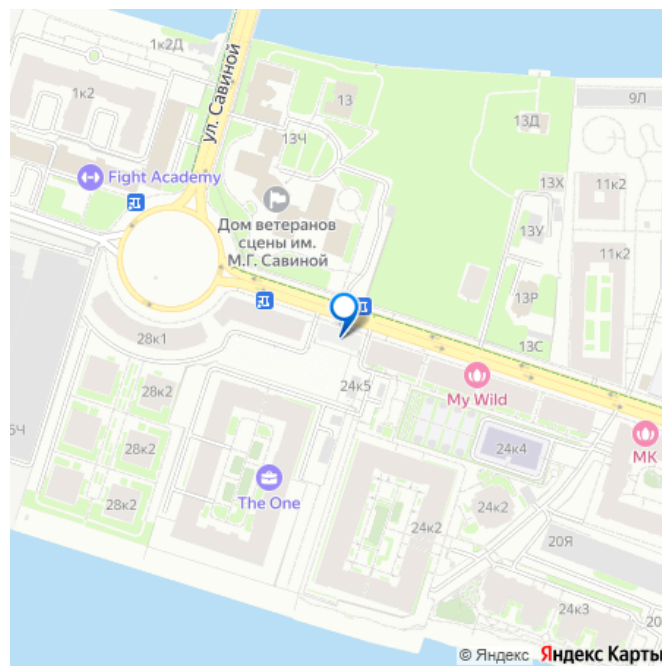 1к2Д
ул. Савиной
1к2
13
9Л
13Д
13Ч
Fight Academy
13Х
11к2
Дом ветеранов
сцены им.
М.Г. Савиной
13У
11к2
13Р
28к1
13С
24к5
My Wild
28к2
28к2
28к2
24к4
МК
The One
28к2
24к2
24к2
20Я
24к3
© Яндекс Яндекс Карты